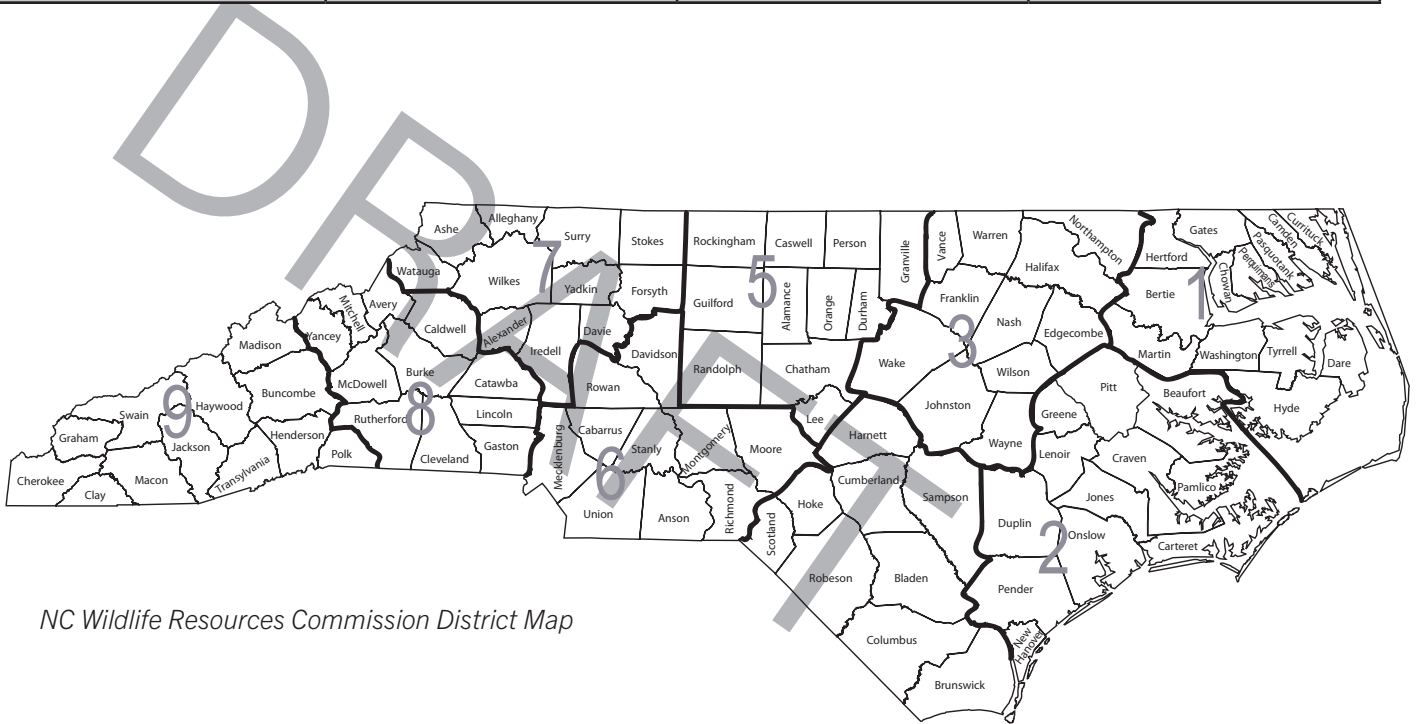 DRAFT
Ashe
Alleghany
Surry
Stokes
Rockingham
Caswell
Person
Granville
Vance
Warren
Northampton
Gates
Camden
Currituck
Pasquotank
Perquimans
Chowan
Hertford
Halifax
Watauga
Wilkes
7
Yadkin
Forsyth
Guilford
5
Alamance
Orange
Durham
Franklin
Nash
Edgecombe
Bertie
1
Avery
Mitchell
Yancey
Madison
Caldwell
Alexander
Iredell
Davie
Davidson
Randolph
Chatham
Wake
3
Wilson
Martin
Washington
Tyrrell
Dare
Hyde
Beaufort
Pitt
Greene
Johnston
Wayne
Lenoir
Craven
Pamlico
Jones
Buncombe
McDowell
Burke
Catawba
Rowan
Haywood
Swain
9
Graham
Jackson
Henderson
Rutherford
8
Lincoln
Gaston
Cleveland
Polk
Transylvania
Cherokee
Clay
Macon
Mecklenburg
Cabarrus
Stanly
6
Montgomery
Moore
Lee
Harnett
Union
Anson
Richmond
Scotland
Hoke
Cumberland
Sampson
Duplin
2
Onslow
Carteret
Robeson
Bladen
Pender
Columbus
New
Hanover
Brunswick
NC Wildlife Resources Commission District Map